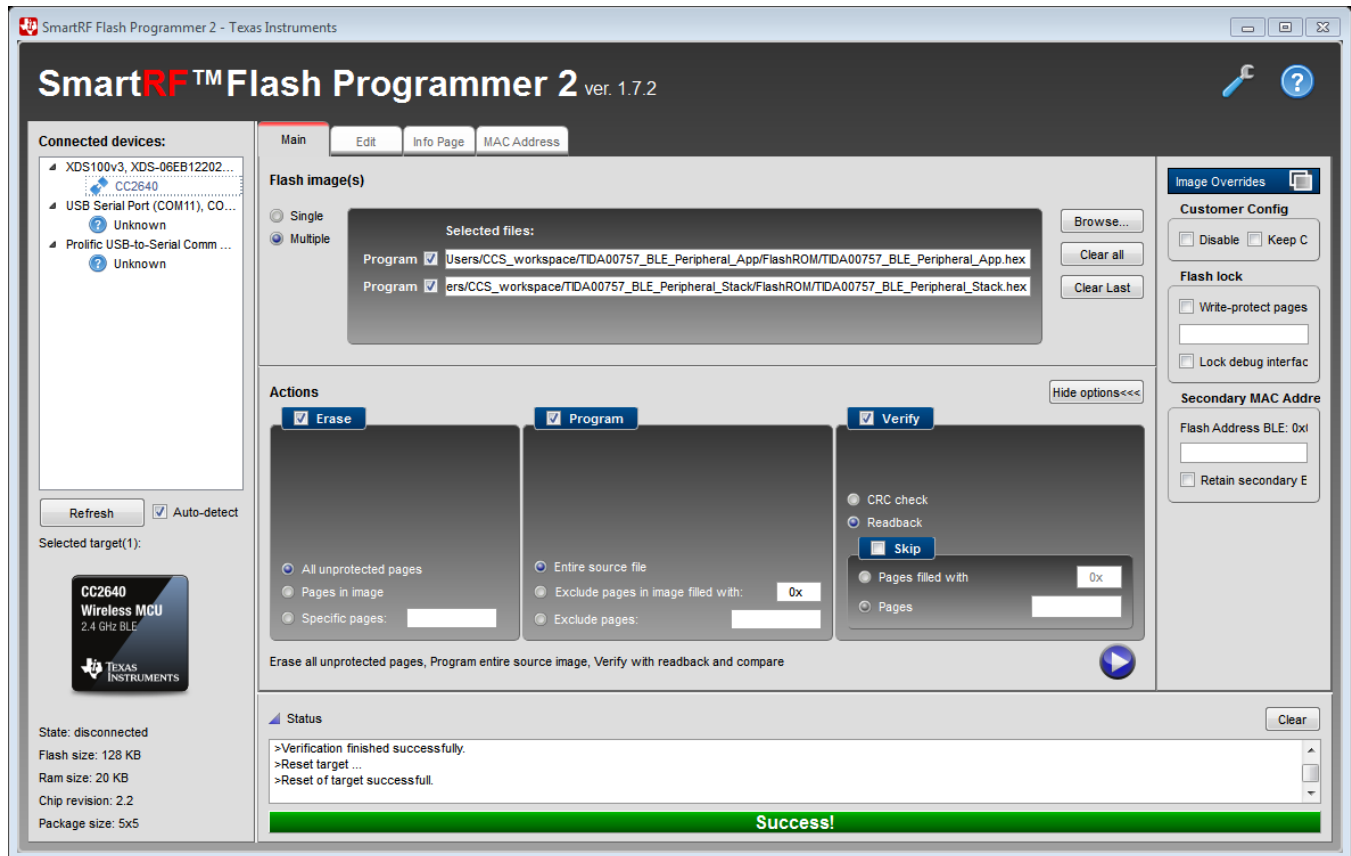 SmartRF Flash Programmer 2 - Texas Instruments
SmartRF™Flash Programmer 2 ver. 1.7.2
Connected devices:
XDS100v3, XDS-06EB12202...
CC2640
USB Serial Port (COM11), CO...
Unknown
Prolific USB-to-Serial Comm ...
Unknown
Refresh
Auto-detect
Selected target(1):
CC2640
Wireless MCU
2.4 GHz BLE
TEXAS
INSTRUMENTS
State: disconnected
Flash size: 128 KB
Ram size: 20 KB
Chip revision: 2.2
Package size: 5x5
Main
Edit
Info Page
MAC Address
Flash image(s)
Single
Multiple
Selected files:
Program Users/CCS_workspace/TIDA00757_BLE_Peripheral_App/FlashROM/TIDA00757_BLE_Peripheral_App.hex
Program ers/CCS_workspace/TIDA00757_BLE_Peripheral_Stack/FlashROM/TIDA00757_BLE_Peripheral_Stack.hex
Browse...
Clear all
Clear Last
Actions
Hide options<<<
Erase
All unprotected pages
Pages in image
Specific pages:
Program
Entire source file
Exclude pages in image filled with: 0x
Exclude pages:
Verify
CRC check
Readback
Skip
Pages filled with 0x
Pages
Erase all unprotected pages, Program entire source image, Verify with readback and compare
Status
Clear
>Verification finished successfully.
>Reset target ...
>Reset of target successfull.
Success!
Image Overrides
Customer Config
Disable Keep C
Flash lock
Write-protect pages
Lock debug interfac
Secondary MAC Addre
Flash Address BLE: 0x
Retain secondary E